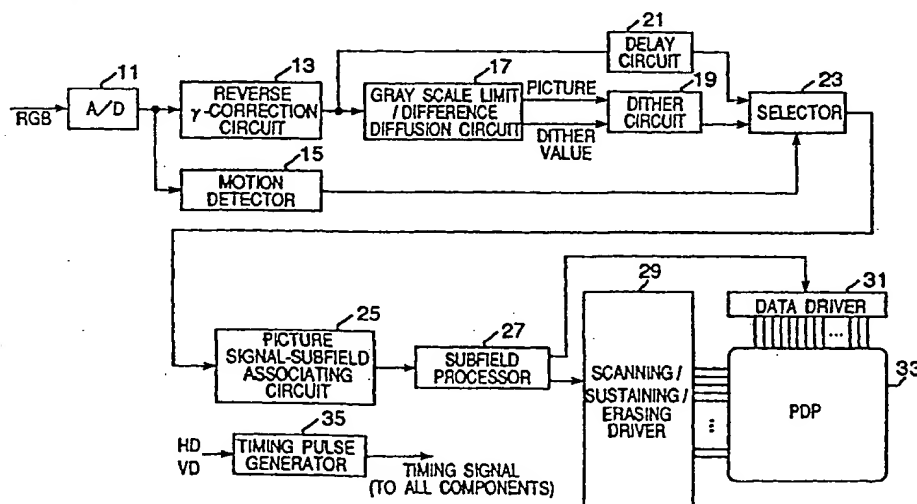 11
A/D
RGB
13
REVERSE
γ-CORRECTION
CIRCUIT
15
MOTION
DETECTOR
17
GRAY SCALE LIMIT
/ DIFFERENCE
DIFFUSION CIRCUIT
PICTURE
DITHER
VALUE
19
DITHER
CIRCUIT
21
DELAY
CIRCUIT
23
SELECTOR
25
PICTURE
SIGNAL-SUBFIELD
ASSOCIATING
CIRCUIT
27
SUBFIELD
PROCESSOR
29
SCANNING /
SUSTAINING /
ERASING
DRIVER
31
DATA DRIVER
...
...
PDP
33
35
HD
VD
TIMING PULSE
GENERATOR
TIMING SIGNAL
(TO ALL COMPONENTS)